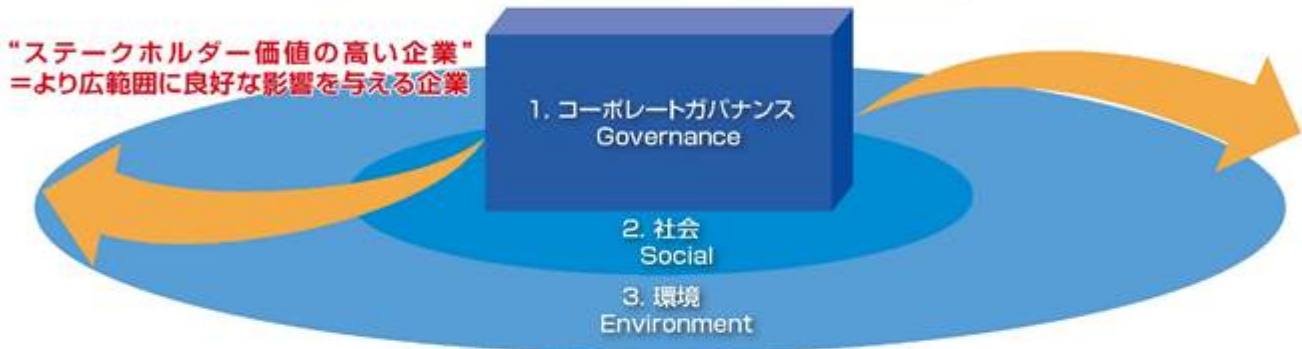 “ステークホルダー価値の高い企業”
=より広範囲に良好な影響を与える企業
1. コーポレートガバナンス
Governance
2. 社会
Social
3. 環境
Environment